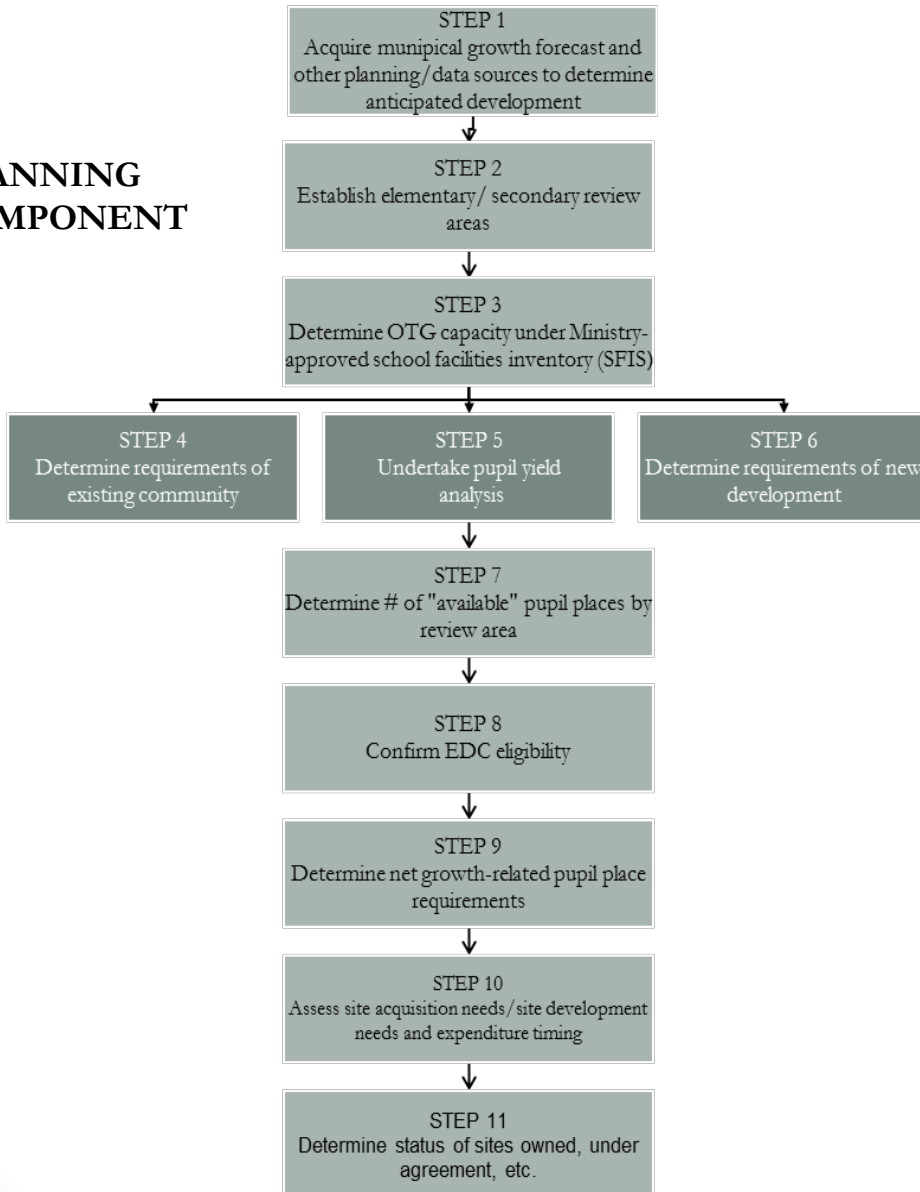 STEP 1
Acquire munipical growth forecast and
other planning/data sources to determine
anticipated development
ANNING
MPONENT
STEP 2
Establish elementary/ secondary review
areas
STEP 3
Determine OTG capacity under Ministry-
approved school facilities inventory (SFIS)
STEP 4
Determine requirements of
existing community
STEP 5
Undertake pupil yield
analysis
STEP 6
Determine requirements of new
development
STEP 7
Determine # of "available" pupil places by
review area
STEP 8
Confirm EDC eligibility
STEP 9
Determine net growth-related pupil place
requirements
STEP 10
Assess site acquisition needs/site development
needs and expenditure timing
STEP 11
Determine status of sites owned, under
agreement, etc.